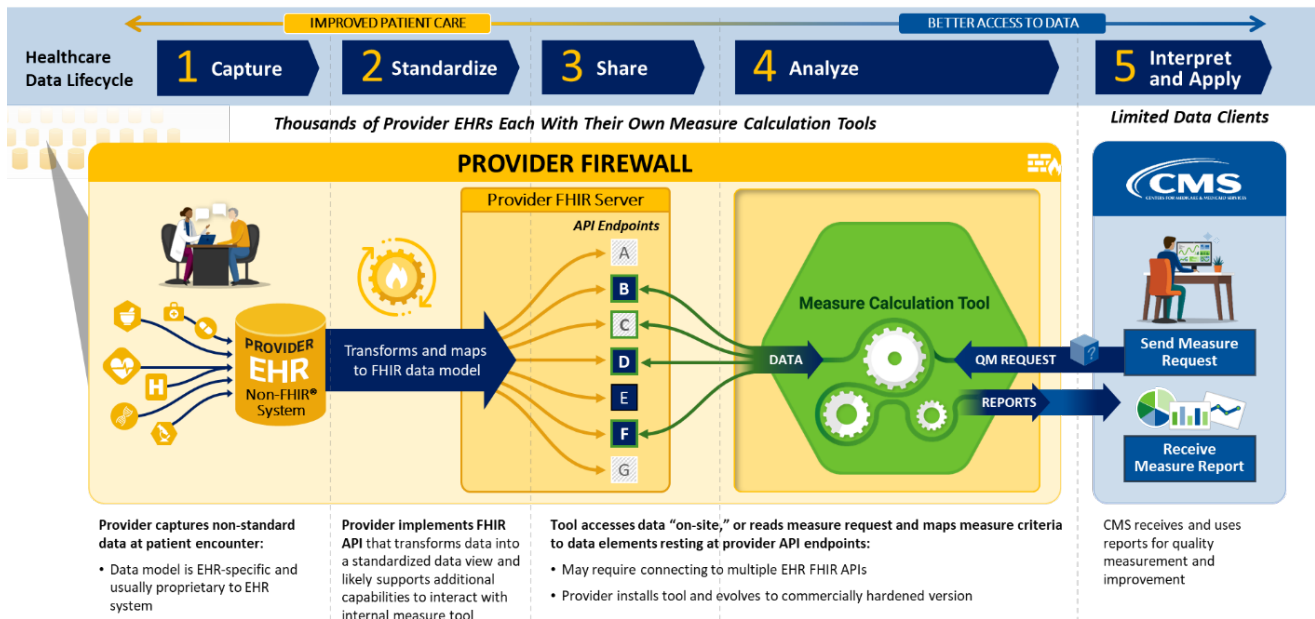 IMPROVED PATIENT CARE
BETTER ACCESS TO DATA
Healthcare
Data Lifecycle
1 Capture
2 Standardize
3 Share
4 Analyze
5 Interpret
and Apply
Thousands of Provider EHRs Each With Their Own Measure Calculation Tools
Limited Data Clients
PROVIDER FIREWALL
Provider FHIR Server
API Endpoints
A
B
C
D
E
F
G
H
PROVIDER
EHR
Non-FHIR®
System
Transforms and maps
to FHIR data model
DATA
Measure Calculation Tool
QM REQUEST
REPORTS
?
CMS
CENTERS FOR MEDICARE & MEDICAID SERVICES
Send Measure
Request
Receive
Measure Report
Provider captures non-standard
data at patient encounter:
• Data model is EHR-specific and
usually proprietary to EHR
system
Provider implements FHIR
API that transforms data into
a standardized data view and
likely supports additional
capabilities to interact with
internal measure tool
Tool accesses data “on-site,” or reads measure request and maps measure criteria
to data elements resting at provider API endpoints:
• May require connecting to multiple EHR FHIR APIs
• Provider installs tool and evolves to commercially hardened version
CMS receives and uses
reports for quality
measurement and
improvement